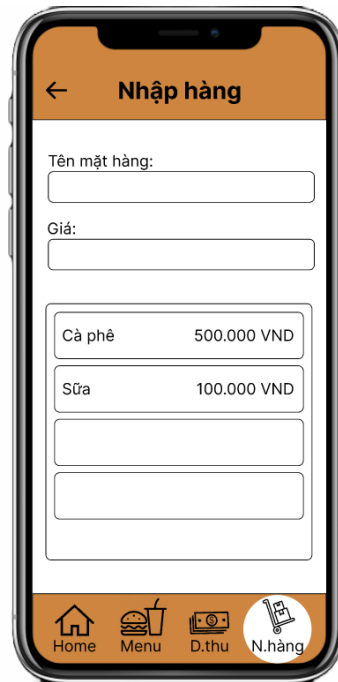 Nhập hàng
Tên mặt hàng:
Giá:
Cà phê 500.000 VND
Sữa 100.000 VND
Home Menu D.thu N.hàng